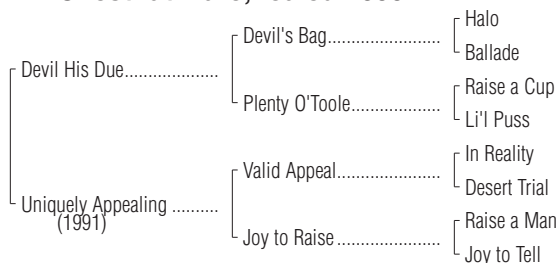 Halo
Devil's Bag
Ballade
Devil His Due
Raise a Cup
Plenty O'Toole
Li'l Puss
In Reality
Valid Appeal
Desert Trial
Uniquely Appealing
(1991)
Raise a Man
Joy to Raise
Joy to Tell